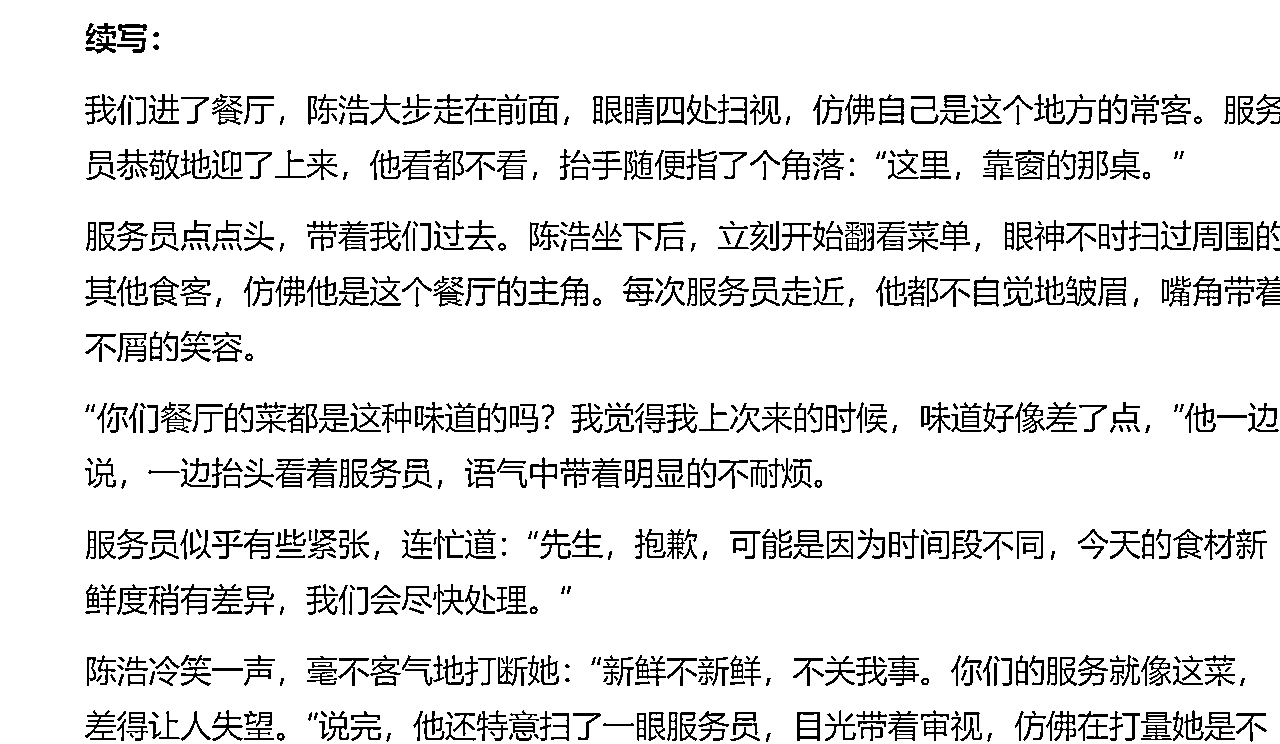 续写：
我们进了餐厅，陈浩大步走在前面，眼睛四处扫视，仿佛自己是这个地方的常客。服务
员恭敬地迎了上来，他看都不看，抬手随便指了个角落：“这里，靠窗的那桌。”
服务员点点头，带着我们过去。陈浩坐下后，立刻开始翻看菜单，眼神不时扫过周围的
其他食客，仿佛他是这个餐厅的主角。每次服务员走近，他都不自觉地皱眉，嘴角带着
不屑的笑容。
“你们餐厅的菜都是这种味道的吗？我觉得我上次来的时候，味道好像差了点，”他一边
说，一边抬头看着服务员，语气中带着明显的不耐烦。
服务员似乎有些紧张，连忙道：“先生，抱歉，可能是因为时间段不同，今天的食材新
鲜度稍有差异，我们会尽快处理。”
陈浩冷笑一声，毫不客气地打断她：“新鲜不新鲜，不关我事。你们的服务就像这菜，
差得让人失望。”说完，他还特意扫了一眼服务员，目光带着审视，仿佛在打量她是不